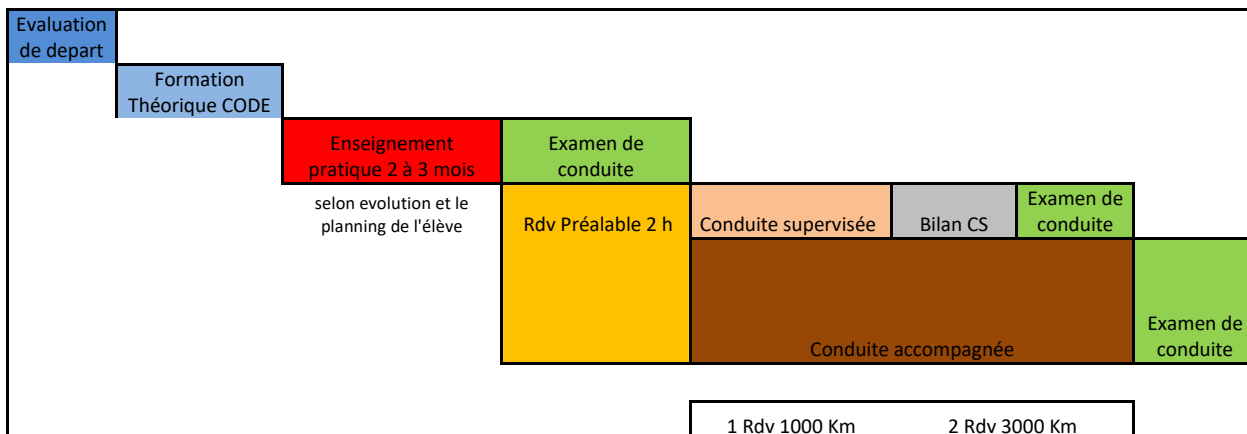 Evaluation
de depart
Formation
Théorique CODE
Enseignement
pratique 2 à 3 mois
Examen de
conduite
selon evolution et le
planning de l'élève
Rdv Préalable 2 h
Conduite supervisée
Bilan CS
Examen de
conduite
Conduite accompagnée
Examen de
conduite
1 Rdv 1000 Km
2 Rdv 3000 Km